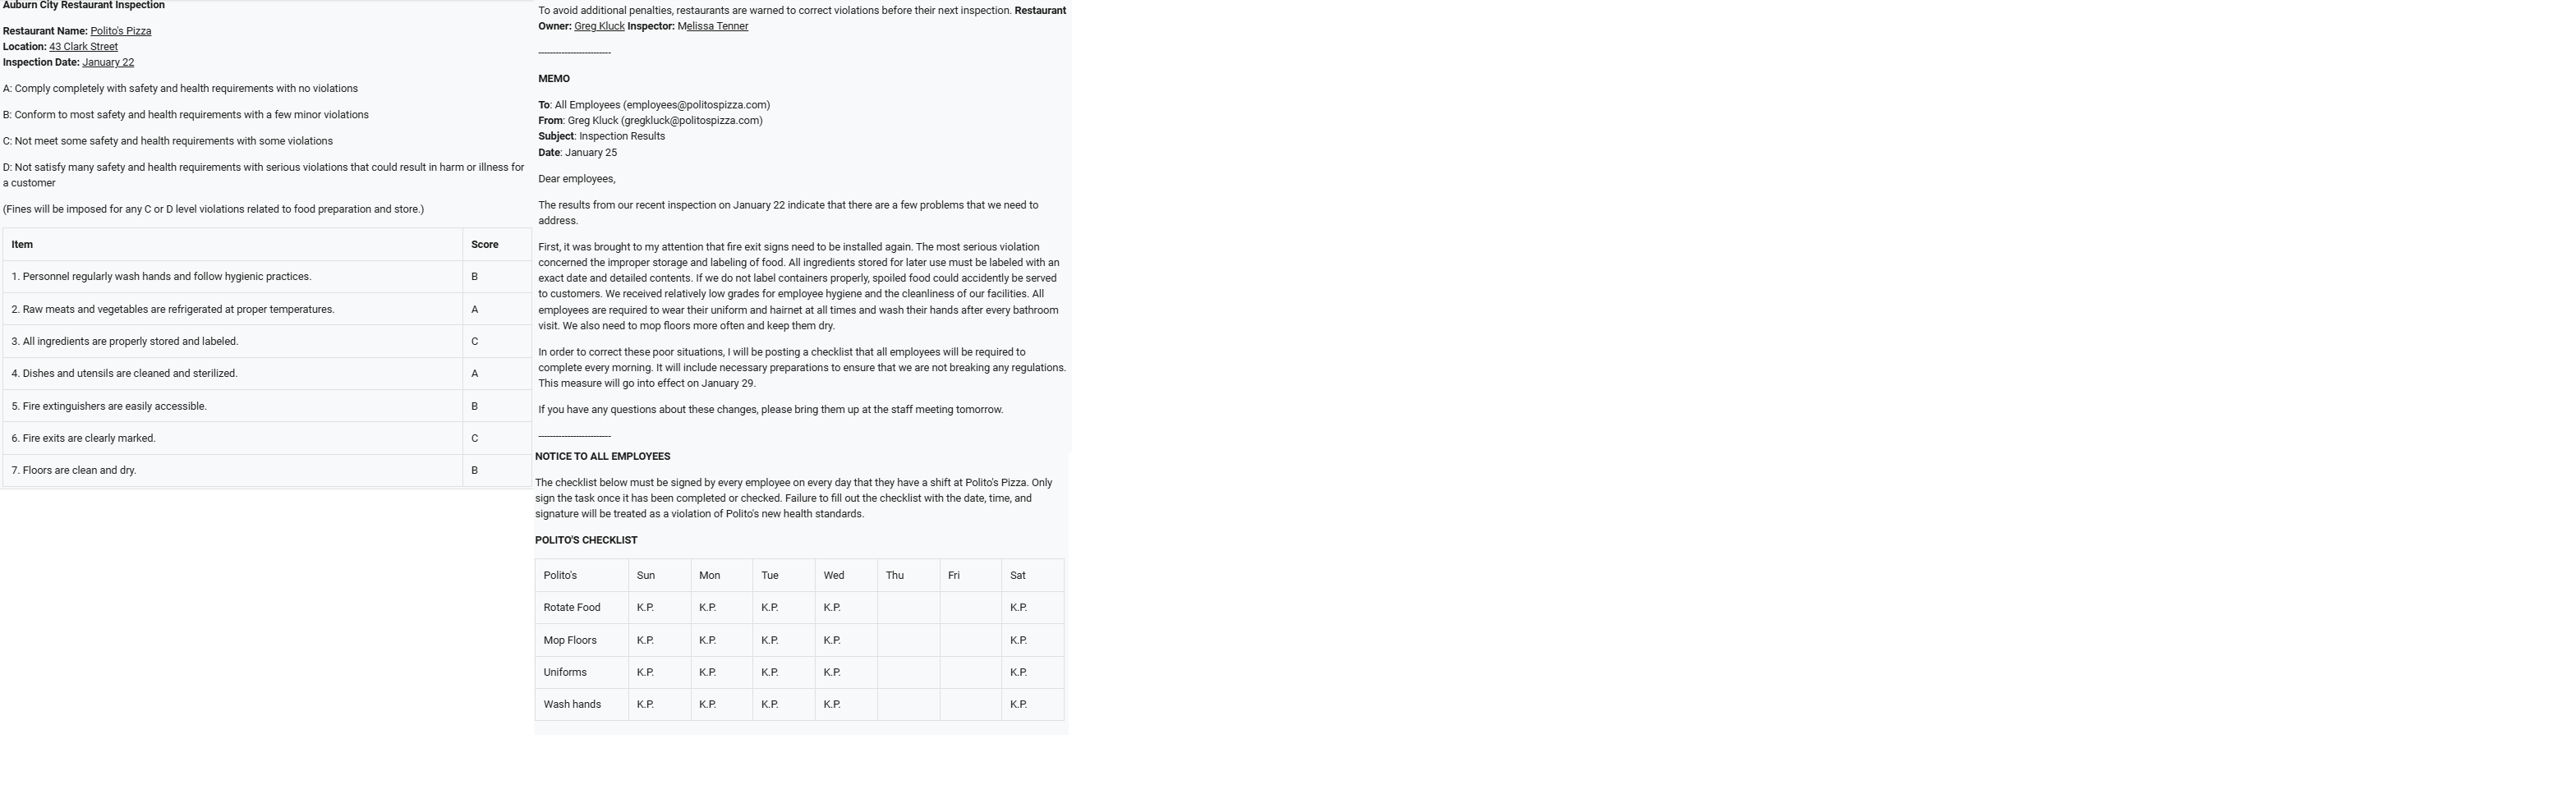 Auburn City Restaurant Inspection
Restaurant Name: Polito's Pizza
Location: 43 Clark Street
Inspection Date: January 22
A: Comply completely with safety and health requirements with no violations
B: Conform to most safety and health requirements with a few minor violations
C: Not meet some safety and health requirements with some violations
D: Not satisfy many safety and health requirements with serious violations that could result in harm or illness for
a customer
(Fines will be imposed for any C or D level violations related to food preparation and store.)
Item Score
1. Personnel regularly wash hands and follow hygienic practices. B
2. Raw meats and vegetables are refrigerated at proper temperatures. A
3. All ingredients are properly stored and labeled. C
4. Dishes and utensils are cleaned and sterilized. A
5. Fire extinguishers are easily accessible. B
6. Fire exits are clearly marked. C
7. Floors are clean and dry. B
To avoid additional penalties, restaurants are warned to correct violations before their next inspection. Restaurant
Owner: Greg Kluck Inspector: Melissa Tenner
-------------------------
MEMO
To: All Employees (employees@politospizza.com)
From: Greg Kluck (gregkluck@politospizza.com)
Subject: Inspection Results
Date: January 25
Dear employees,
The results from our recent inspection on January 22 indicate that there are a few problems that we need to
address.
First, it was brought to my attention that fire exit signs need to be installed again. The most serious violation
concerned the improper storage and labeling of food. All ingredients stored for later use must be labeled with an
exact date and detailed contents. If we do not label containers properly, spoiled food could accidently be served
to customers. We received relatively low grades for employee hygiene and the cleanliness of our facilities. All
employees are required to wear their uniform and hairnet at all times and wash their hands after every bathroom
visit. We also need to mop floors more often and keep them dry.
In order to correct these poor situations, I will be posting a checklist that all employees will be required to
complete every morning. It will include necessary preparations to ensure that we are not breaking any regulations.
This measure will go into effect on January 29.
If you have any questions about these changes, please bring them up at the staff meeting tomorrow.
-------------------------
NOTICE TO ALL EMPLOYEES
The checklist below must be signed by every employee on every day that they have a shift at Polito's Pizza. Only
sign the task once it has been completed or checked. Failure to fill out the checklist with the date, time, and
signature will be treated as a violation of Polito's new health standards.
POLITO'S CHECKLIST
Polito's Sun Mon Tue Wed Thu Fri Sat
Rotate Food K.P. K.P. K.P. K.P. K.P.
Mop Floors K.P. K.P. K.P. K.P. K.P.
Uniforms K.P. K.P. K.P. K.P. K.P.
Wash hands K.P. K.P. K.P. K.P. K.P.